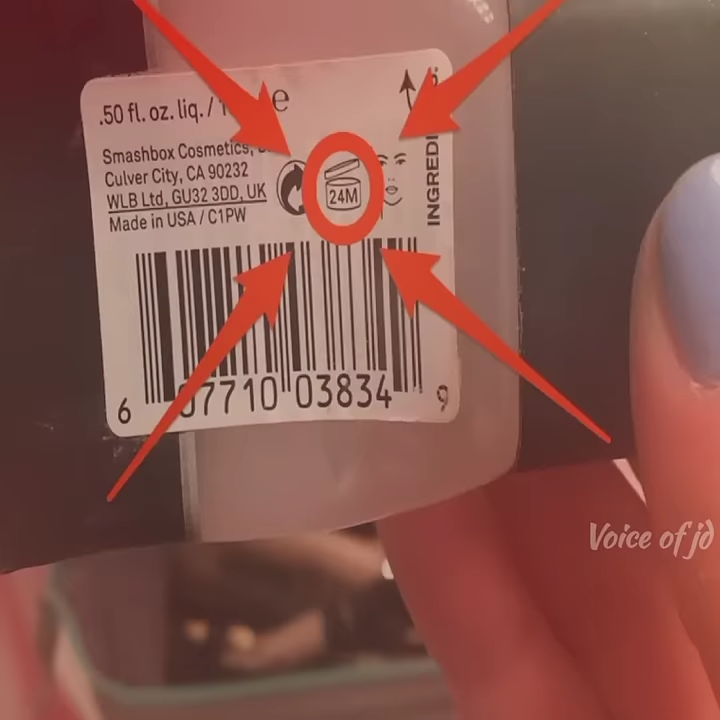 .50 fl. oz. liq. / 1 e
Smashbox Cosmetics,
Culver City, CA 90232
WLB Ltd, GU32 3DD, UK
Made in USA / C1PW
24M
INGREDI
6 07710 03834 9
Voice of jd